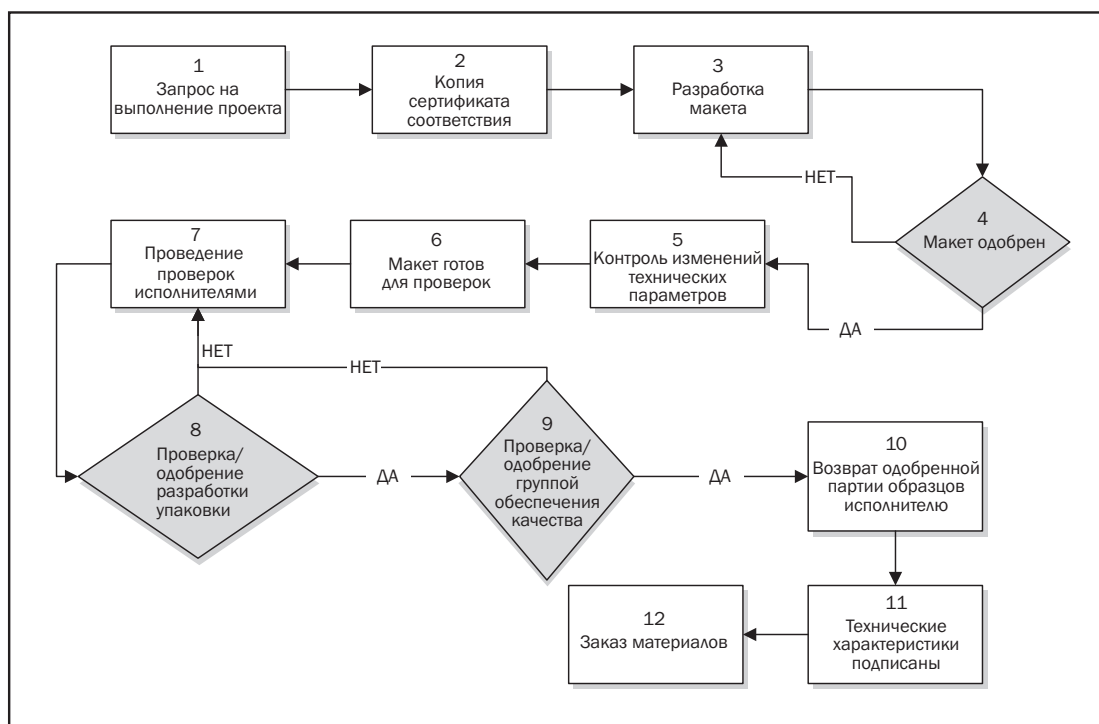 1
Запрос на
выполнение проекта
2
Копия
сертификата
соответствия
3
Разработка
макета
НЕТ
4
Макет одобрен
7
Проведение
проверок
исполнителями
6
Макет готов
для проверок
5
Контроль изменений
технических
параметров
ДА
НЕТ
НЕТ
8
Проверка/
одобрение
разработки
упаковки
ДА
9
Проверка/
одобрение
группой
обеспечения
качества
ДА
10
Возврат одобренной
партии образцов
исполнителю
12
Заказ материалов
11
Технические
характеристики
подписаны